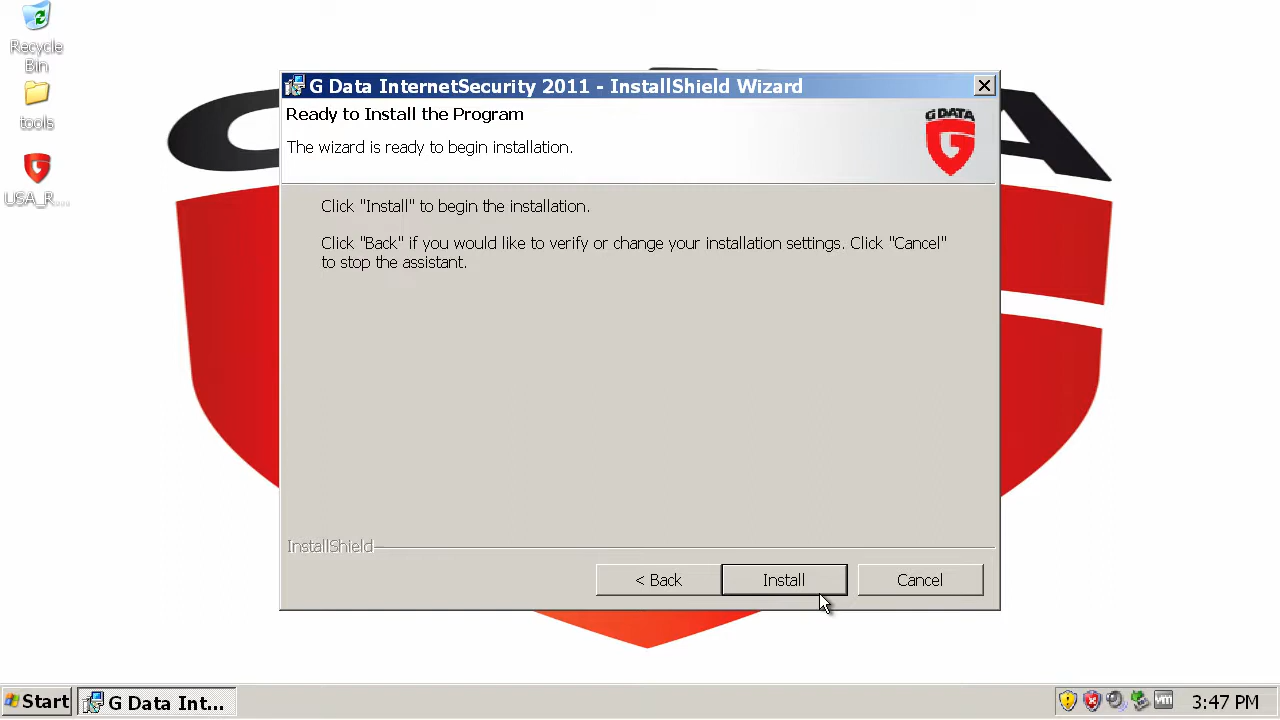 Recycle
Bin
tools
USA_R....
G Data InternetSecurity 2011 - InstallShield Wizard
Ready to Install the Program
The wizard is ready to begin installation.
G DATA
Click "Install" to begin the installation.
Click "Back" if you would like to verify or change your installation settings. Click "Cancel"
to stop the assistant.
InstallShield
< Back
Install
Cancel
Start
G Data Int...
vm
3:47 PM